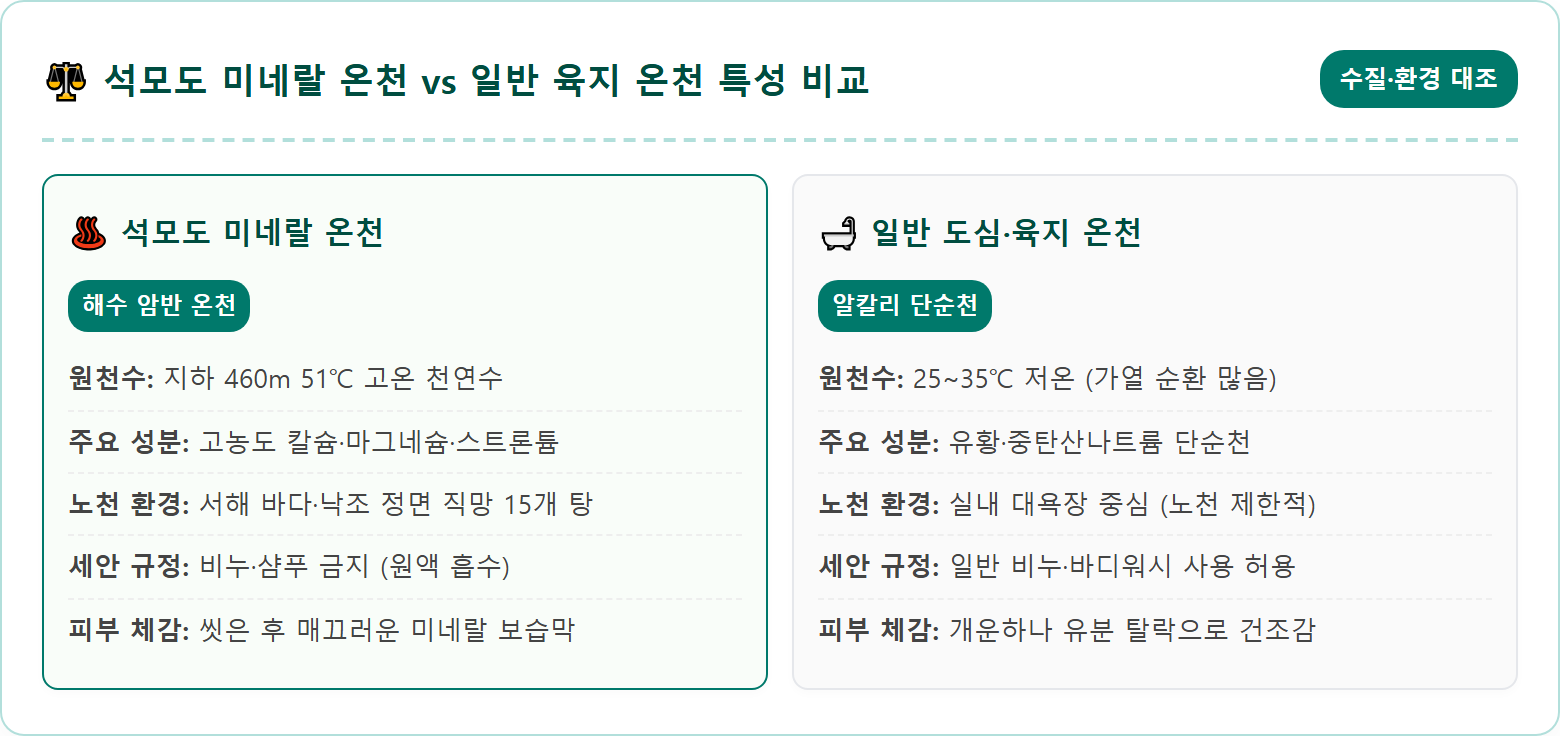 석모도 미네랄 온천 vs 일반 육지 온천 특성 비교
수질·환경 대조
석모도 미네랄 온천
해수 암반 온천
원천수: 지하 460m 51℃ 고온 천연수
주요 성분: 고농도 칼슘·마그네슘·스트론튬
노천 환경: 서해 바다·낙조 정면 직망 15개 탕
세안 규정: 비누·샴푸 금지 (원액 흡수)
피부 체감: 씻은 후 매끄러운 미네랄 보습막
일반 도심·육지 온천
알칼리 단순천
원천수: 25~35℃ 저온 (가열 순환 많음)
주요 성분: 유황·중탄산나트륨 단순천
노천 환경: 실내 대욕장 중심 (노천 제한적)
세안 규정: 일반 비누·바디워시 사용 허용
피부 체감: 개운하나 유분 탈락으로 건조감